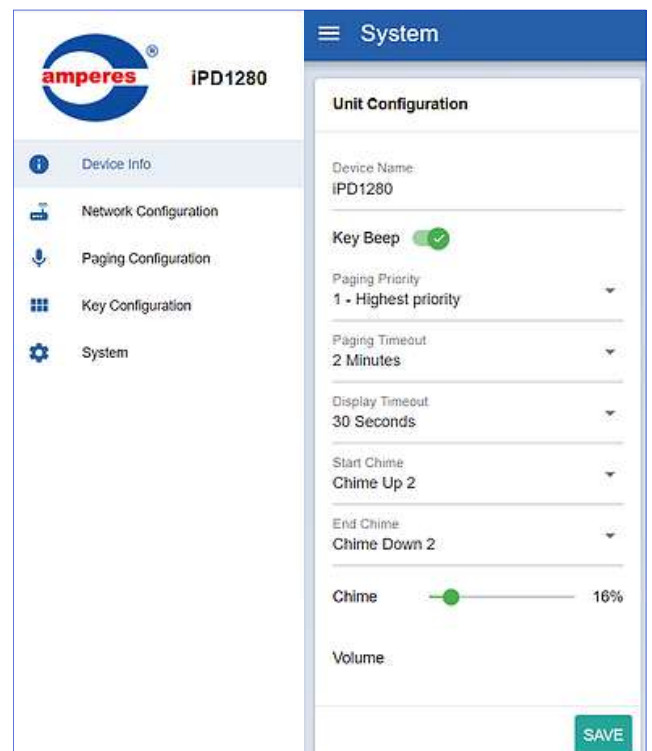 amperes
®
iPD1280
Device Info
Network Configuration
Paging Configuration
Key Configuration
System
System
Unit Configuration
Device Name
iPD1280
Key Beep
Paging Priority
1 - Highest priority
Paging Timeout
2 Minutes
Display Timeout
30 Seconds
Start Chime
Chime Up 2
End Chime
Chime Down 2
Chime 16%
Volume
SAVE